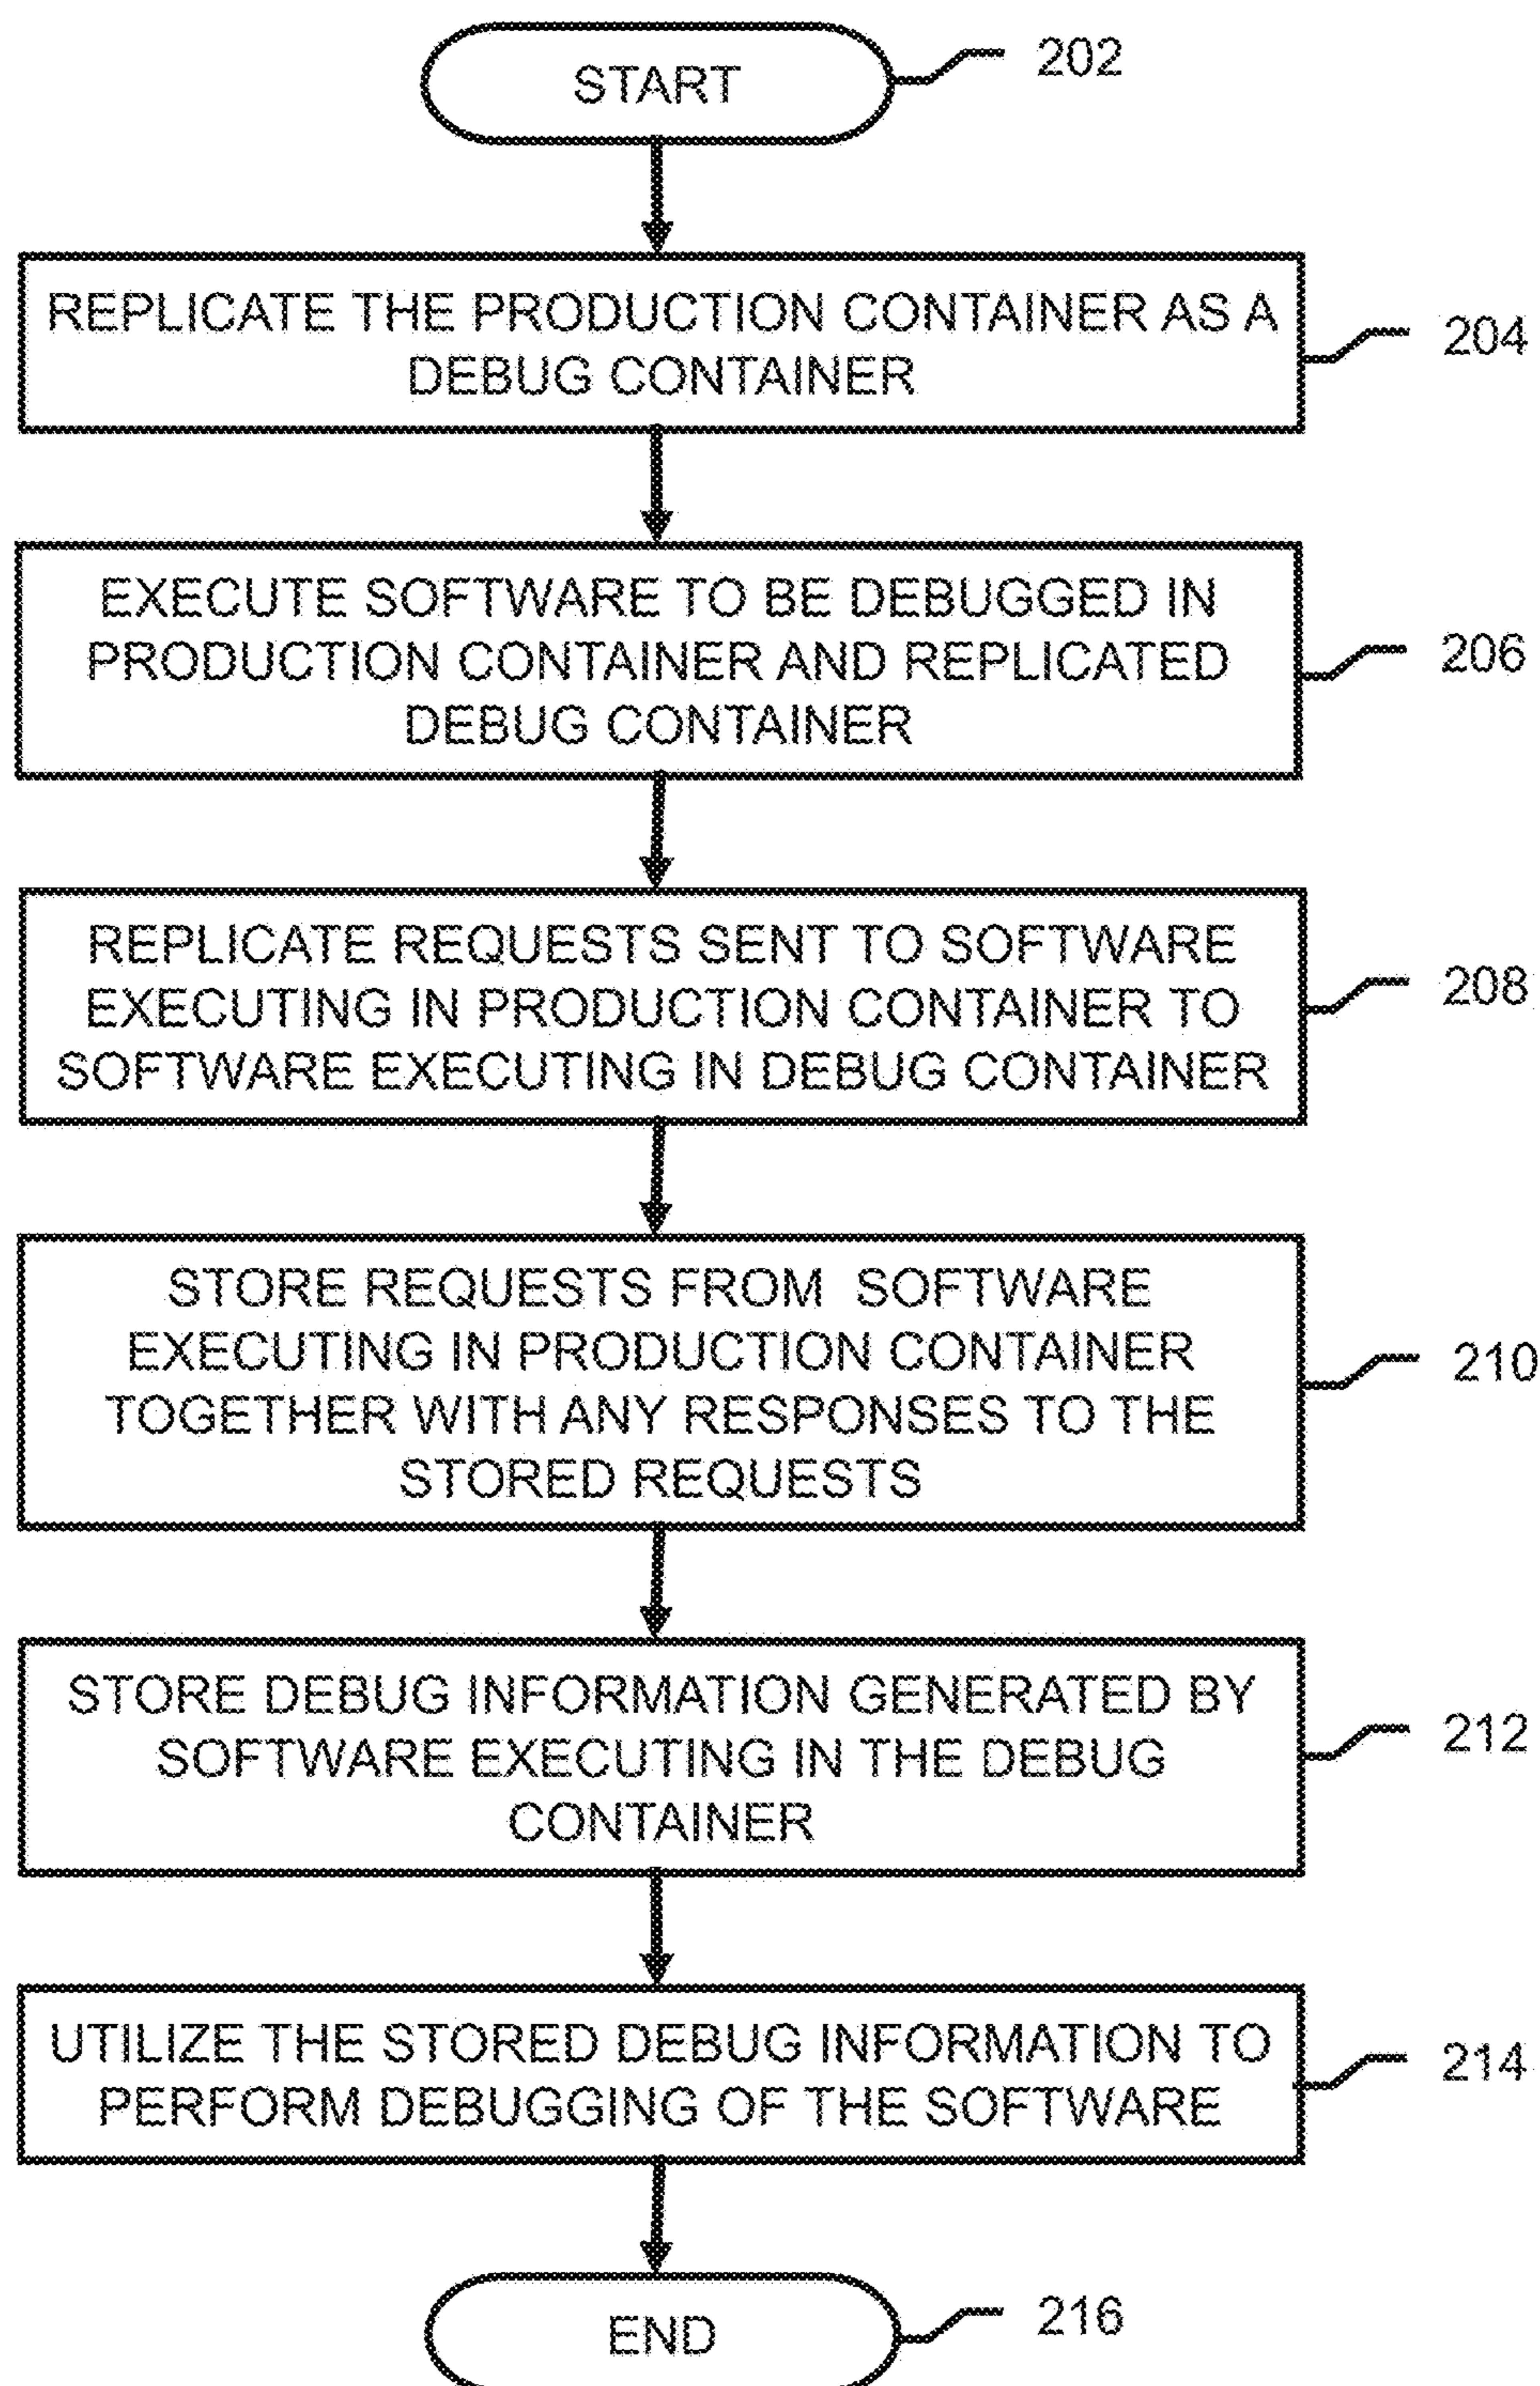 START
202
REPLICATE THE PRODUCTION CONTAINER AS A
DEBUG CONTAINER
204
EXECUTE SOFTWARE TO BE DEBUGGED IN
PRODUCTION CONTAINER AND REPLICATED
DEBUG CONTAINER
206
REPLICATE REQUESTS SENT TO SOFTWARE
EXECUTING IN PRODUCTION CONTAINER TO
SOFTWARE EXECUTING IN DEBUG CONTAINER
208
STORE REQUESTS FROM SOFTWARE
EXECUTING IN PRODUCTION CONTAINER
TOGETHER WITH ANY RESPONSES TO THE
STORED REQUESTS
210
STORE DEBUG INFORMATION GENERATED BY
SOFTWARE EXECUTING IN THE DEBUG
CONTAINER
212
UTILIZE THE STORED DEBUG INFORMATION TO
PERFORM DEBUGGING OF THE SOFTWARE
214
END
216